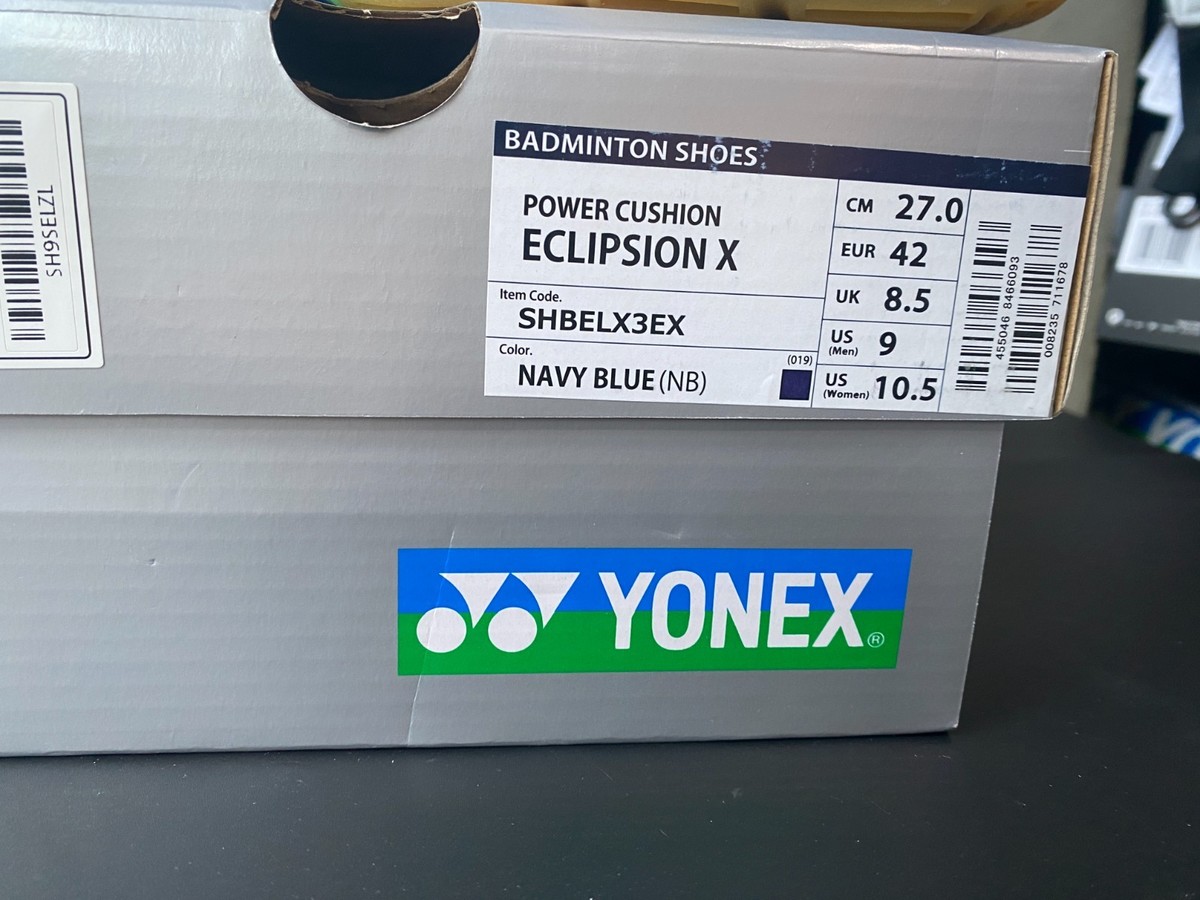 SH9SELZL
BADMINTON SHOES
POWER CUSHION
ECLIPSION X
Item Code.
SHBELX3EX
Color.
(019)
NAVY BLUE (NB)
CM 27.0
EUR 42
UK 8.5
US (Men) 9
US (Women) 10.5
455046 8466093
008235 711678
YONEX®